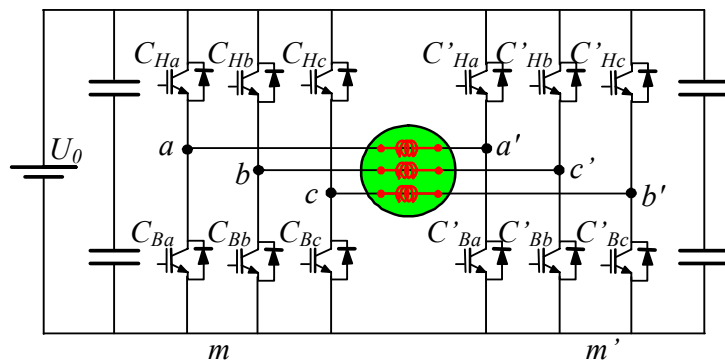 C_Ha C_Hb C_Hc C’_Ha C’_Hb C’_Hc
U_0
a a'
b c’
c b'
C_Ba C_Bb C_Bc C’_Ba C’_Bb C’_Bc
m m’